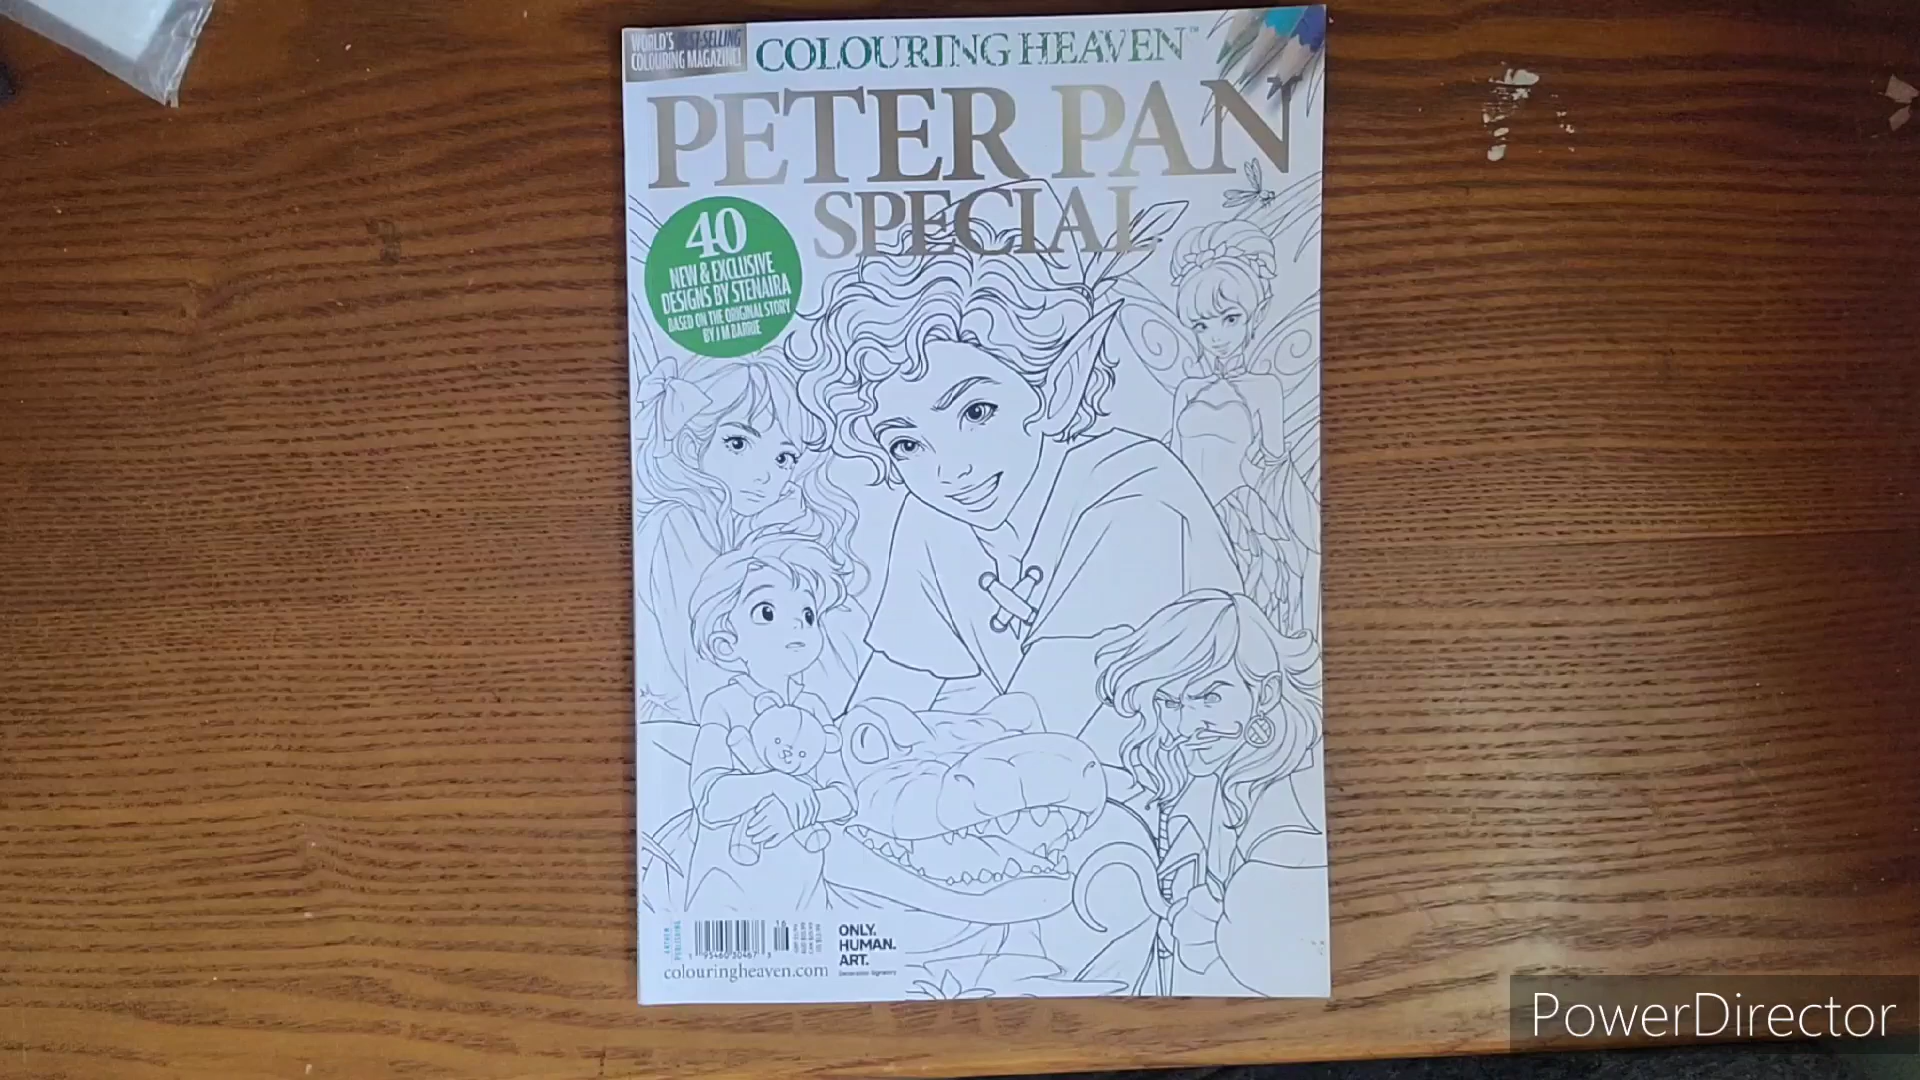 WORLD'S BEST-SELLING
COLOURING MAGAZINE!
COLOURING HEAVEN™
PETER PAN
SPECIAL
40
NEW & EXCLUSIVE
DESIGNS BY STENAIRA
BASED ON THE ORIGINAL STORY
BY J M BARRIE
ONLY.
HUMAN.
ART.
colouringheaven.com
PowerDirector